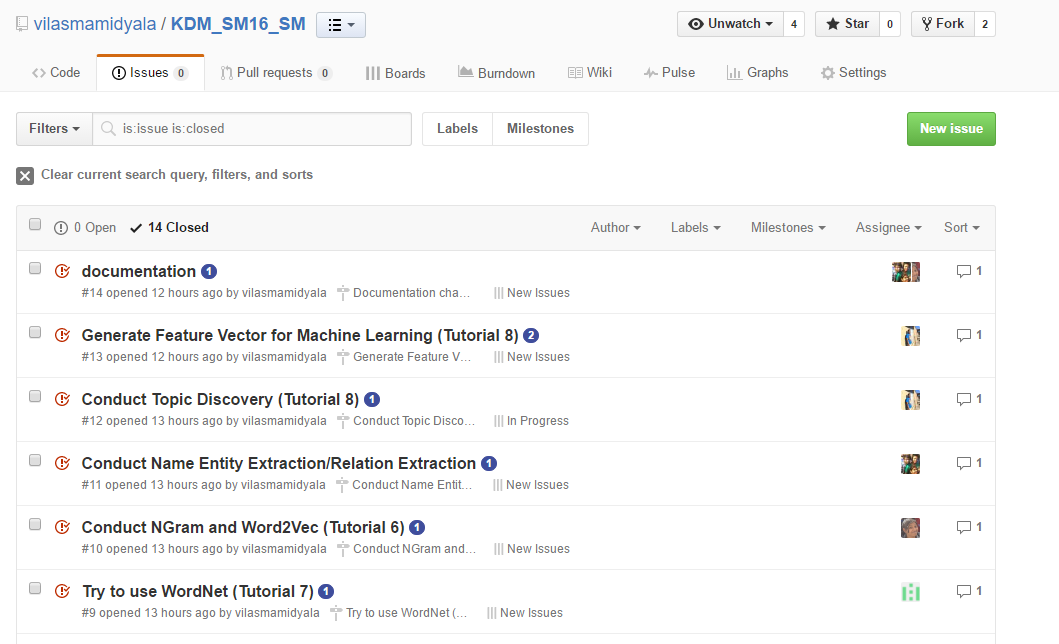 vilasmamidyala / KDM_SM16_SM Unwatch 4 Star 0 Fork 2
Code Issues 0 Pull requests 0 Boards Burndown Wiki Pulse Graphs Settings
Filters is:issue is:closed Labels Milestones New issue
Clear current search query, filters, and sorts
0 Open 14 Closed Author Labels Milestones Assignee Sort
documentation 1 1
#14 opened 12 hours ago by vilasmamidyala Documentation cha... New Issues
Generate Feature Vector for Machine Learning (Tutorial 8) 2 1
#13 opened 12 hours ago by vilasmamidyala Generate Feature V... New Issues
Conduct Topic Discovery (Tutorial 8) 1 1
#12 opened 13 hours ago by vilasmamidyala Conduct Topic Disco... In Progress
Conduct Name Entity Extraction/Relation Extraction 1 1
#11 opened 13 hours ago by vilasmamidyala Conduct Name Entit... New Issues
Conduct NGram and Word2Vec (Tutorial 6) 1 1
#10 opened 13 hours ago by vilasmamidyala Conduct NGram and... New Issues
Try to use WordNet (Tutorial 7) 1 1
#9 opened 13 hours ago by vilasmamidyala Try to use WordNet (... New Issues